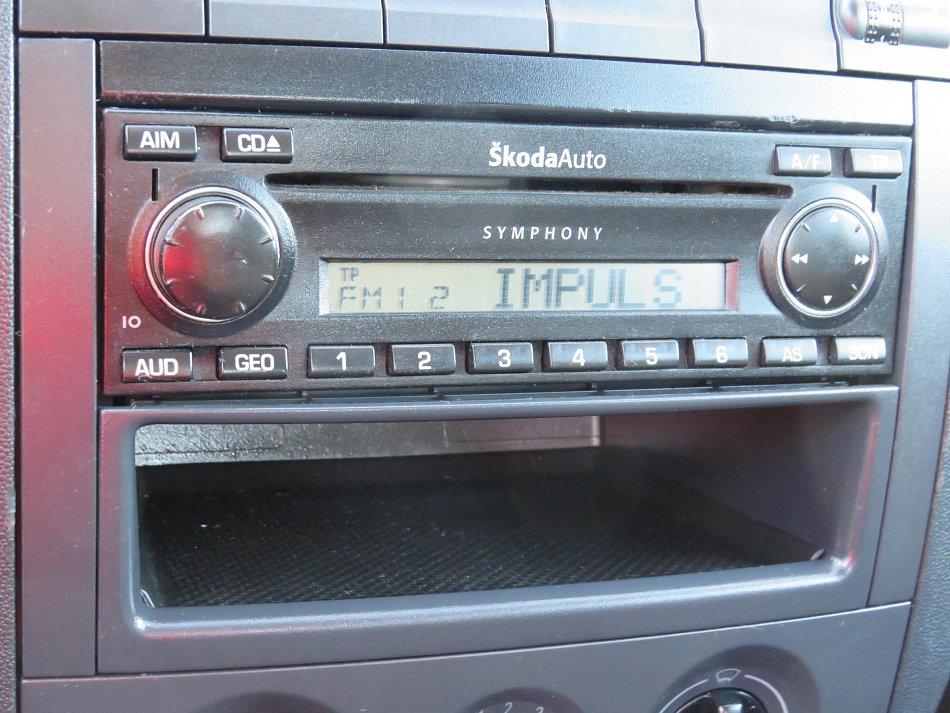 AIM CD ŠkodaAuto A/F TP
SYMPHONY
TP
FM1 2 IMPULS
IO
AUD GEO 1 2 3 4 5 6 AS SCN